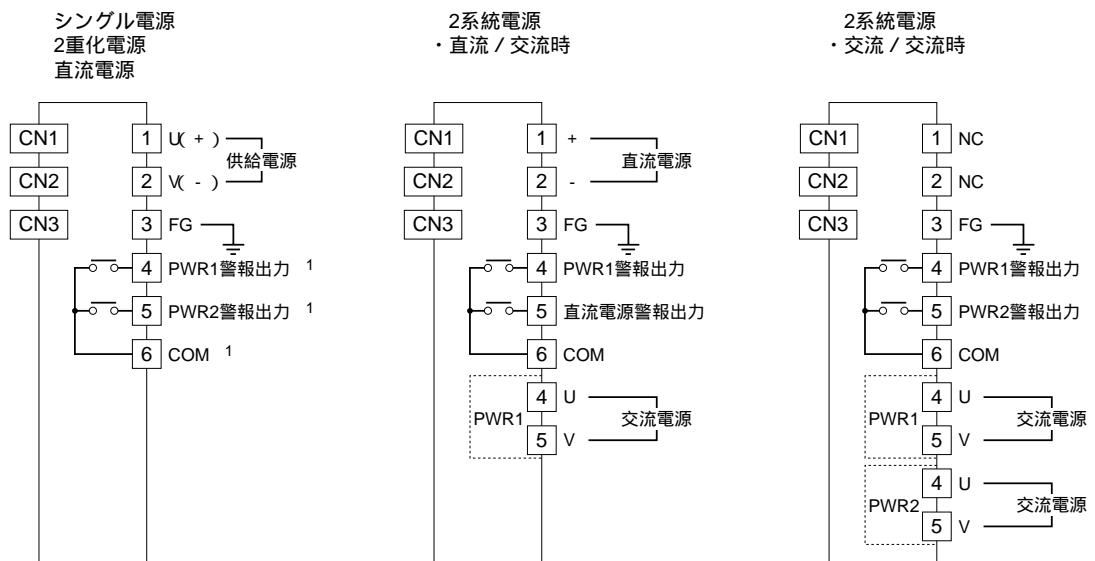 シングル電源
2重化電源
直流電源
CN1
CN2
CN3
1 U( + )
供給電源
2 V( - )
3 FG
4 PWR1警報出力 1
5 PWR2警報出力 1
6 COM 1
2系統電源
・直流 / 交流時
CN1
CN2
CN3
1 +
直流電源
2 -
3 FG
4 PWR1警報出力
5 直流電源警報出力
6 COM
PWR1
4 U
交流電源
5 V
2系統電源
・交流 / 交流時
CN1
CN2
CN3
1 NC
2 NC
3 FG
4 PWR1警報出力
5 PWR2警報出力
6 COM
PWR1
4 U
交流電源
5 V
PWR2
4 U
交流電源
5 V